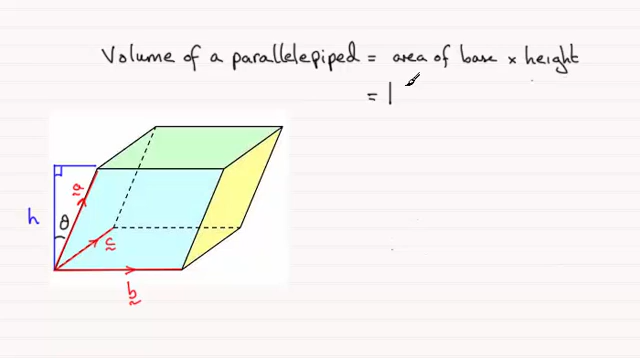 Volume of a parallelepiped = area of base × height
= |
h
θ
a
c
b